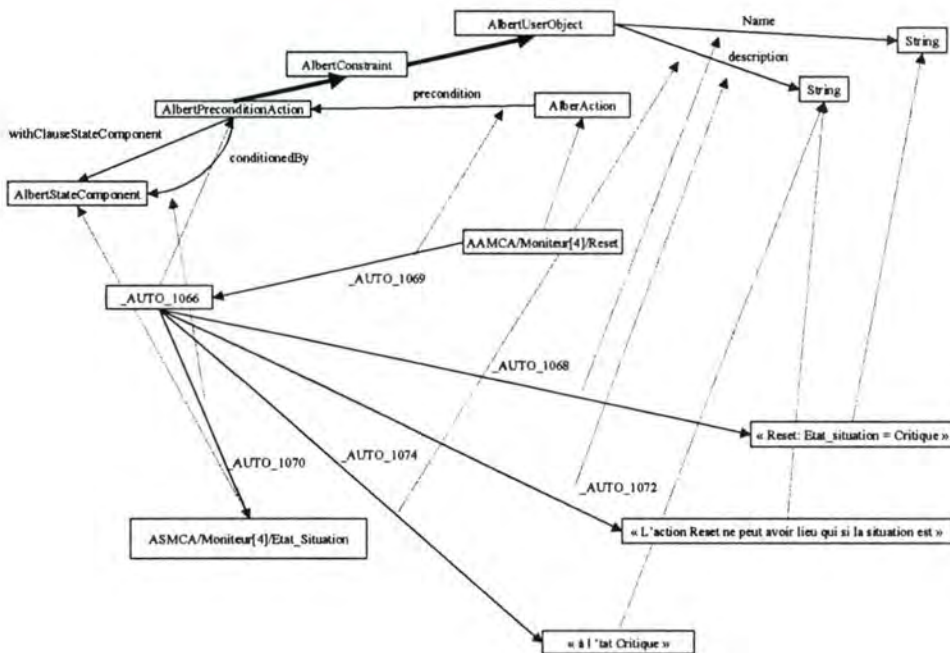 AlbertUserObject
Name
String
AlbertConstraint
description
String
AlbertPreconditionAction
precondition
AlberAction
withClauseStateComponent
conditionedBy
AlbertStateComponent
AAMCA/Moniteur[4]/Reset
_AUTO_1069
_AUTO_1066
_AUTO_1068
« Reset: Etat_situation = Critique »
_AUTO_1070
_AUTO_1074
_AUTO_1072
« L'action Reset ne peut avoir lieu qui si la situation est »
ASMCA/Moniteur[4]/Etat_Situation
« à l'tat Critique »